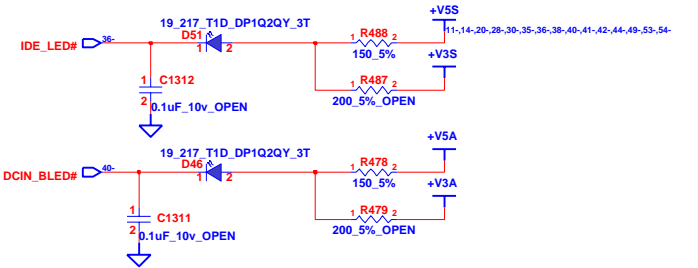 19_217_T1D_DP1Q2QY_3T
+V5S
IDE_LED# 36- D51 1 2 1 R488 2 11-,14-,20-,28-,30-,35-,36-,38-,40-,41-,42-,44-,49-,53-,54-
150_5%
+V3S
1 C1312 1 R487 2
2 0.1uF_10v_OPEN 200_5%_OPEN
19_217_T1D_DP1Q2QY_3T
+V5A
DCIN_BLED# 40- D46 1 2 1 R478 2
150_5%
+V3A
1 C1311 1 R479 2
2 0.1uF_10V_OPEN 200_5%_OPEN